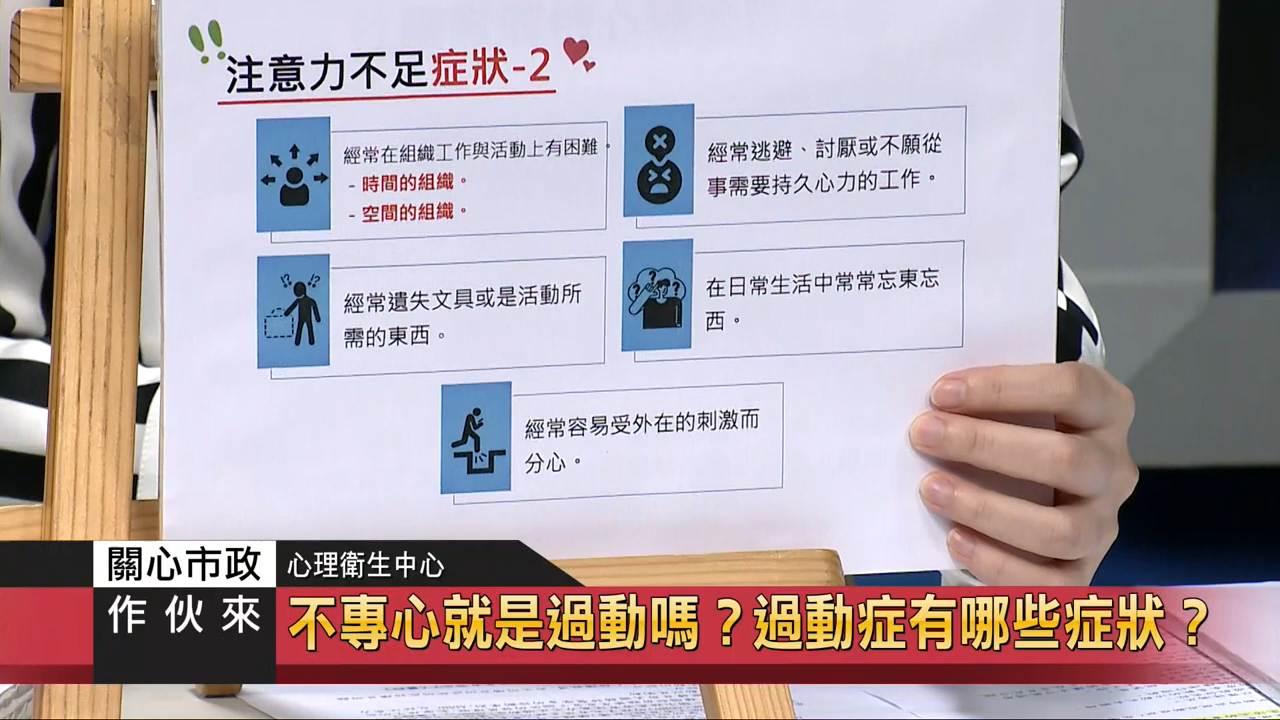 注意力不足症狀-2
經常在組織工作與活動上有困難。
- 時間的組織。
- 空間的組織。
經常逃避、討厭或不願從
事需要持久心力的工作。
經常遺失文具或是活動所
需的東西。
在日常生活中常常忘東忘
西。
經常容易受外在的刺激而
分心。
關心市政
作伙來
心理衛生中心
不專心就是過動嗎？過動症有哪些症狀？